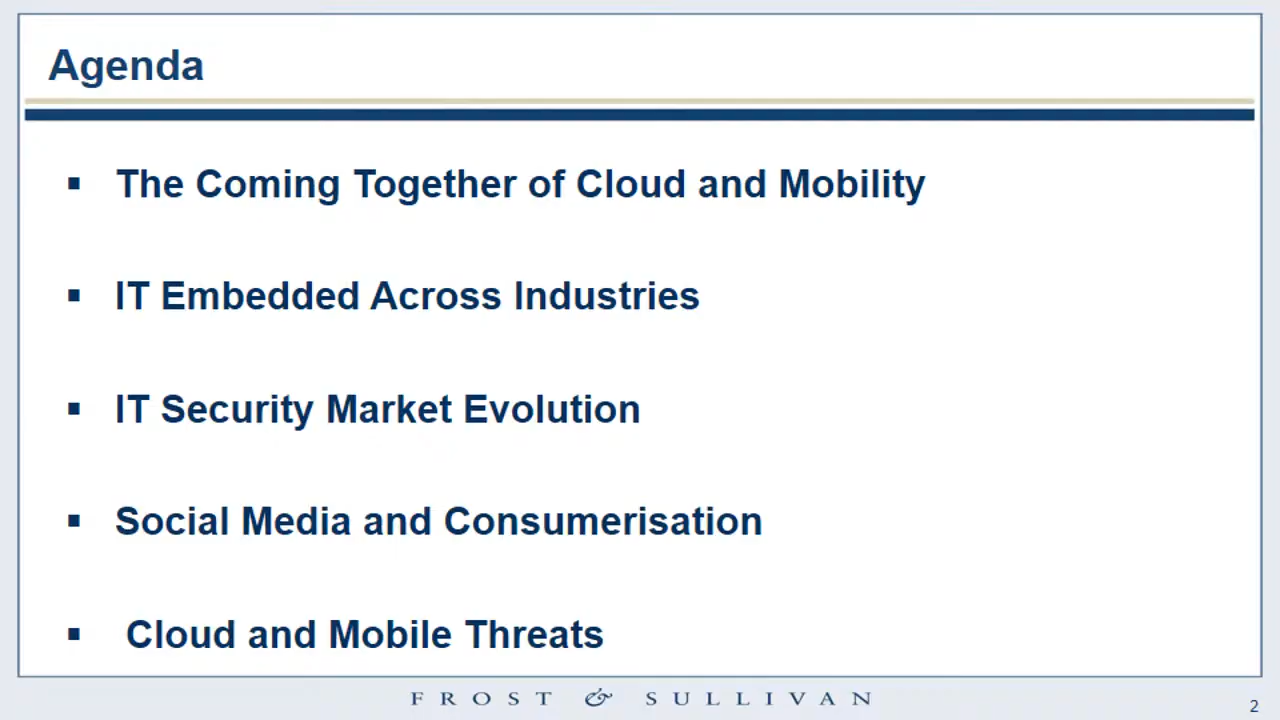 Agenda
▪ The Coming Together of Cloud and Mobility
▪ IT Embedded Across Industries
▪ IT Security Market Evolution
▪ Social Media and Consumerisation
▪ Cloud and Mobile Threats
FROST & SULLIVAN
2